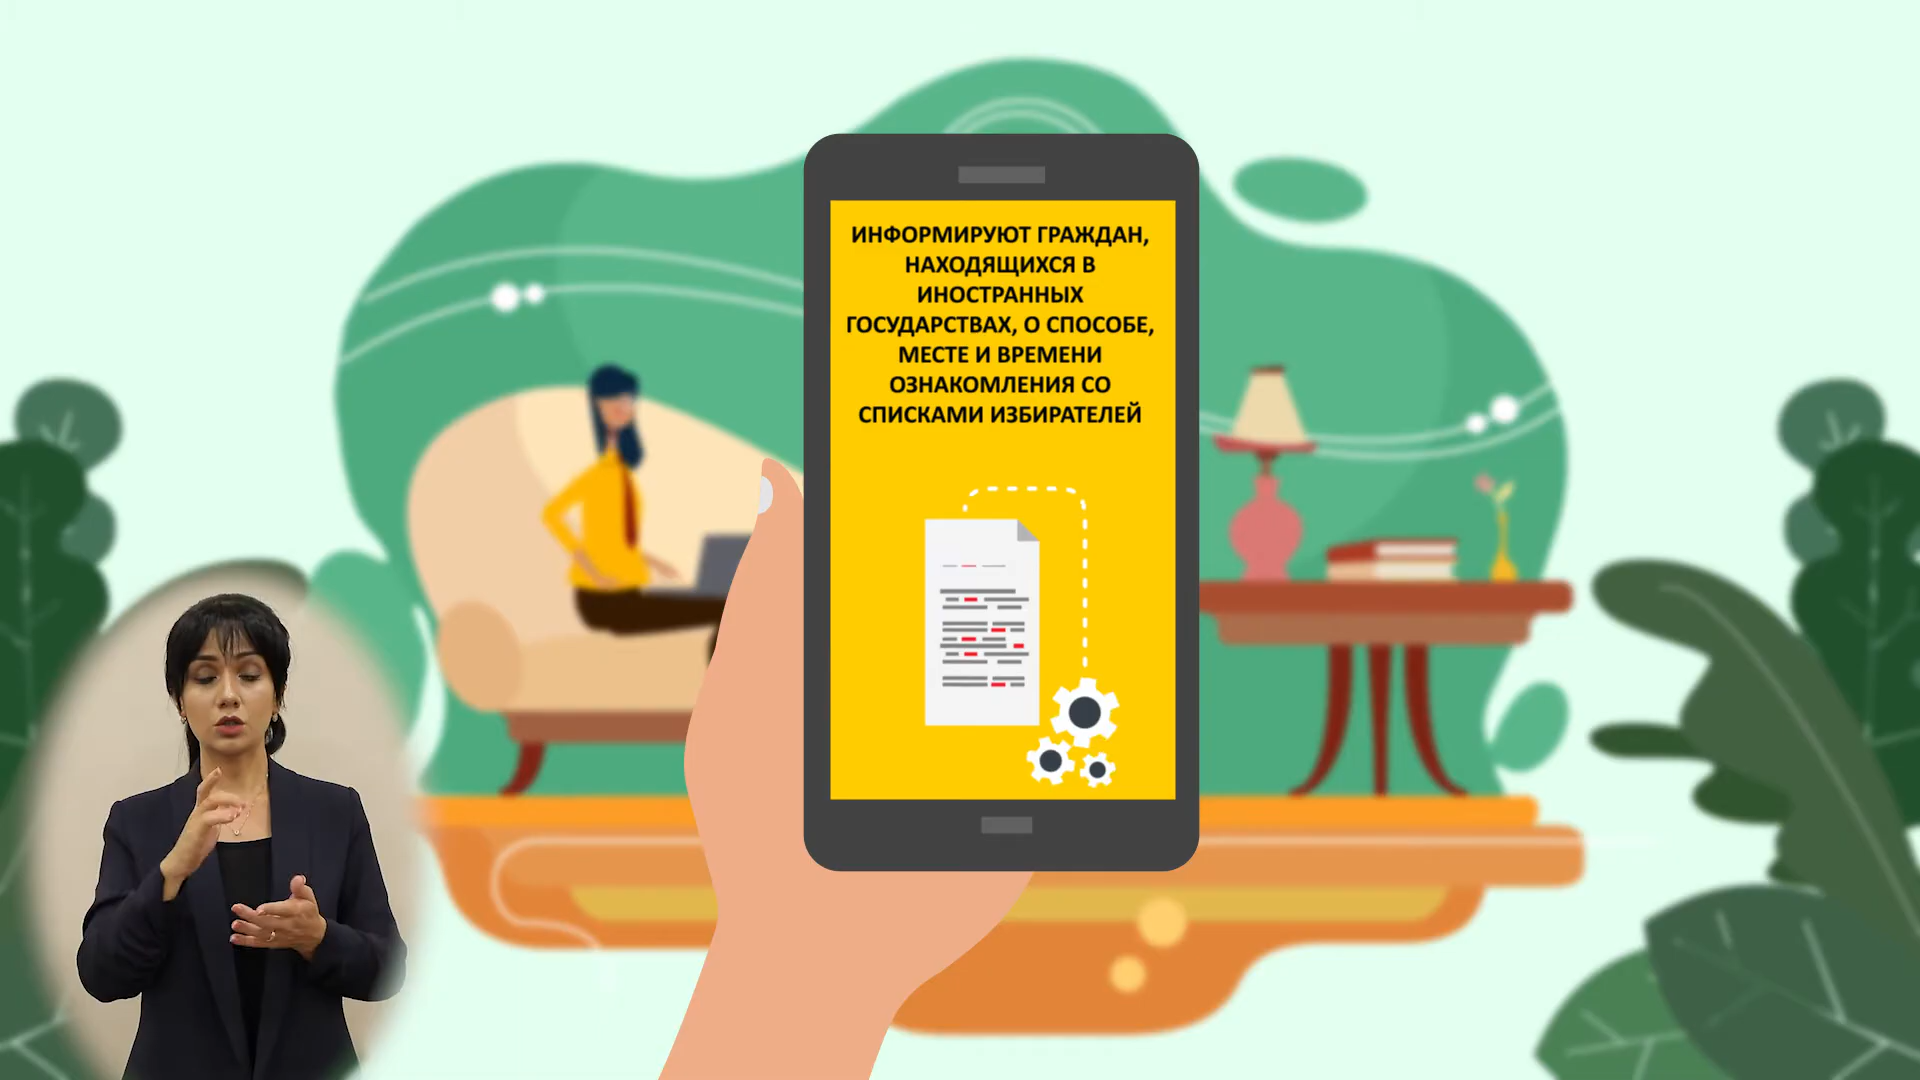 ИНФОРМИРУЮТ ГРАЖДАН,
НАХОДЯЩИХСЯ В
ИНОСТРАННЫХ
ГОСУДАРСТВАХ, О СПОСОБЕ,
МЕСТЕ И ВРЕМЕНИ
ОЗНАКОМЛЕНИЯ СО
СПИСКАМИ ИЗБИРАТЕЛЕЙ